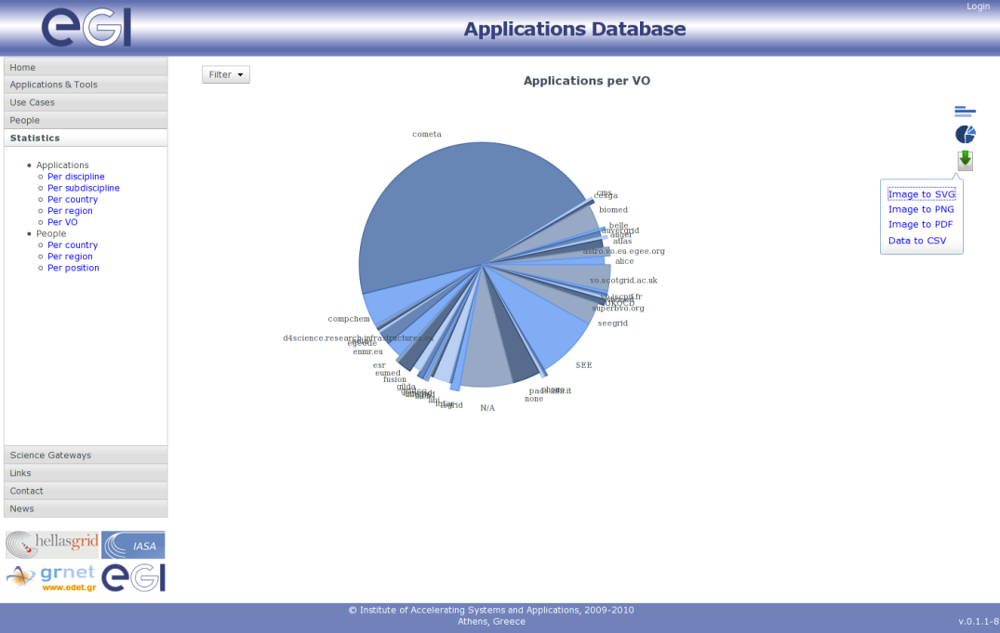 Login
EGI
Applications Database
Home
Applications & Tools
Use Cases
People
Statistics
Applications
Per discipline
Per subdiscipline
Per country
Per region
Per VO
People
Per country
Per region
Per position
Science Gateways
Links
Contact
News
hellasgrid
IASA
grnet
www.edet.gr
EGI
Filter
Applications per VO
cometa
cms
cesga
biomed
belle
auvergrid
auger
atlas
astro.vo.eu-egee.org
alice
vo.scotgrid.ac.uk
superbvo.org
seegrid
SEE
pheno
none
N/A
compchem
d4science.research-infrastructures.eu
egeode
enmr.eu
esr
eumed
fusion
gilda
Image to SVG
Image to PNG
Image to PDF
Data to CSV
© Institute of Accelerating Systems and Applications, 2009-2010
Athens, Greece
v.0.1.1-8